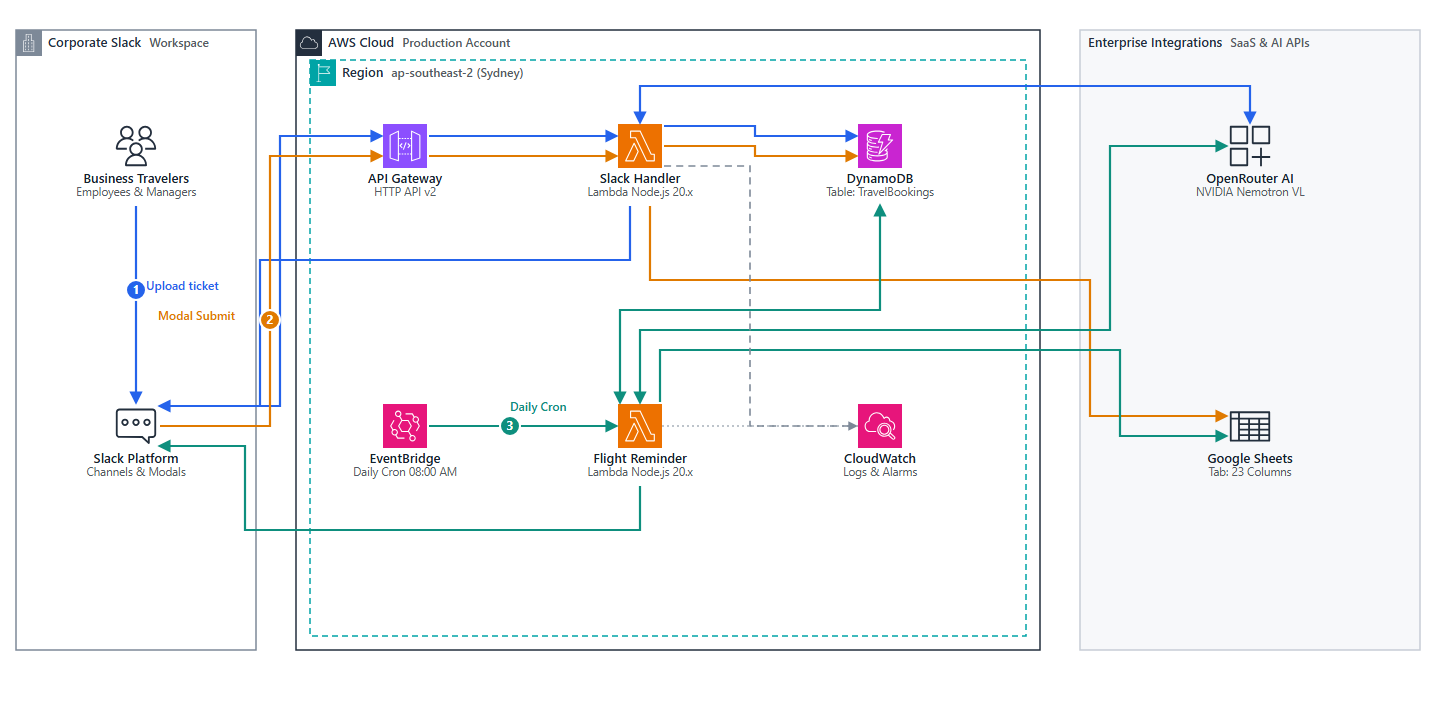 Corporate Slack Workspace
AWS Cloud Production Account
Enterprise Integrations SaaS & AI APIs
Region ap-southeast-2 (Sydney)
Business Travelers
Employees & Managers
API Gateway
HTTP API v2
Slack Handler
Lambda Node.js 20.x
DynamoDB
Table: TravelBookings
OpenRouter AI
NVIDIA Nemotron VL
1 Upload ticket
Modal Submit 2
Daily Cron
3
Slack Platform
Channels & Modals
EventBridge
Daily Cron 08:00 AM
Flight Reminder
Lambda Node.js 20.x
CloudWatch
Logs & Alarms
Google Sheets
Tab: 23 Columns